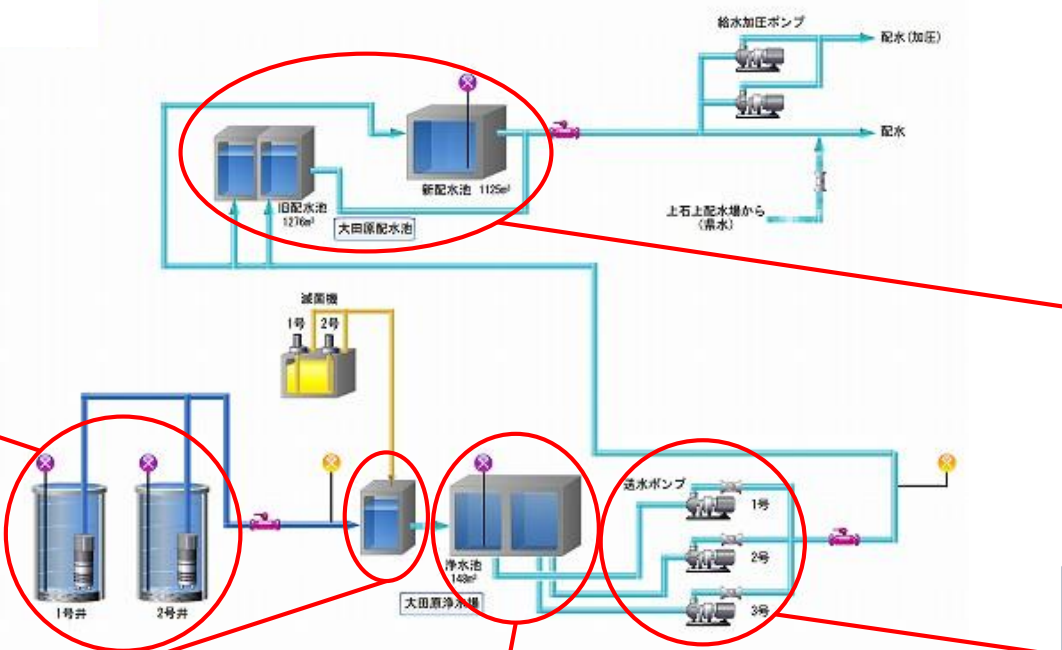 給水加圧ポンプ
配水(加圧)
配水
新配水池 1125m³
旧配水池
1276m³
大田原配水池
上石上配水場から
(県水)
滅菌機
1号 2号
送水ポンプ
1号
2号
3号
浄水池
148m³
大田原浄水場
1号井
2号井